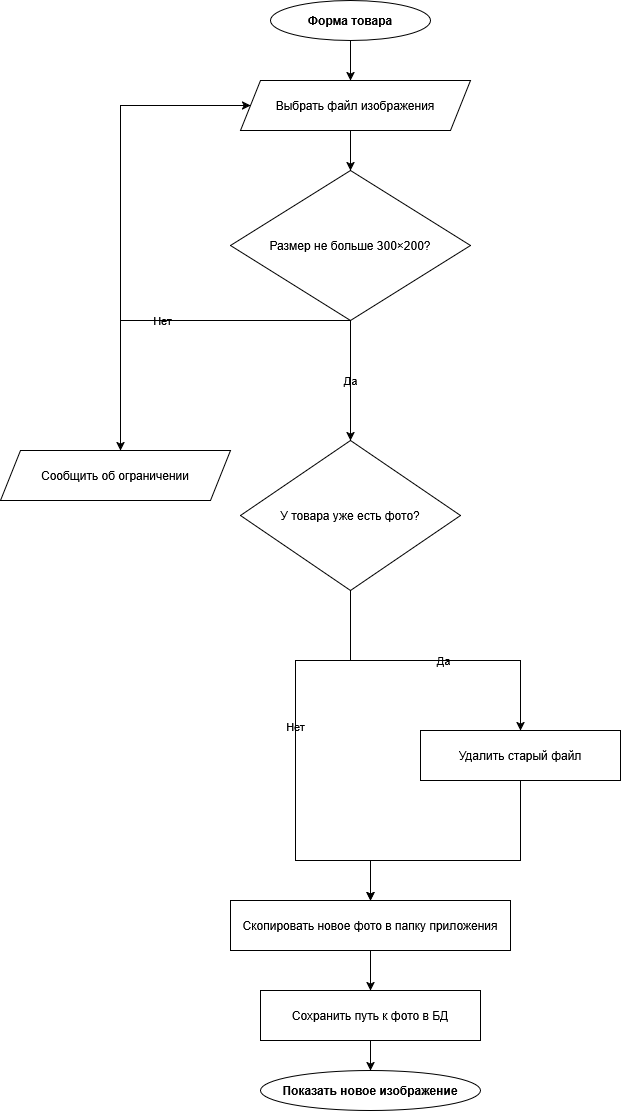 Форма товара
Выбрать файл изображения
Размер не больше 300×200?
Нет
Да
Сообщить об ограничении
У товара уже есть фото?
Да
Нет
Удалить старый файл
Скопировать новое фото в папку приложения
Сохранить путь к фото в БД
Показать новое изображение